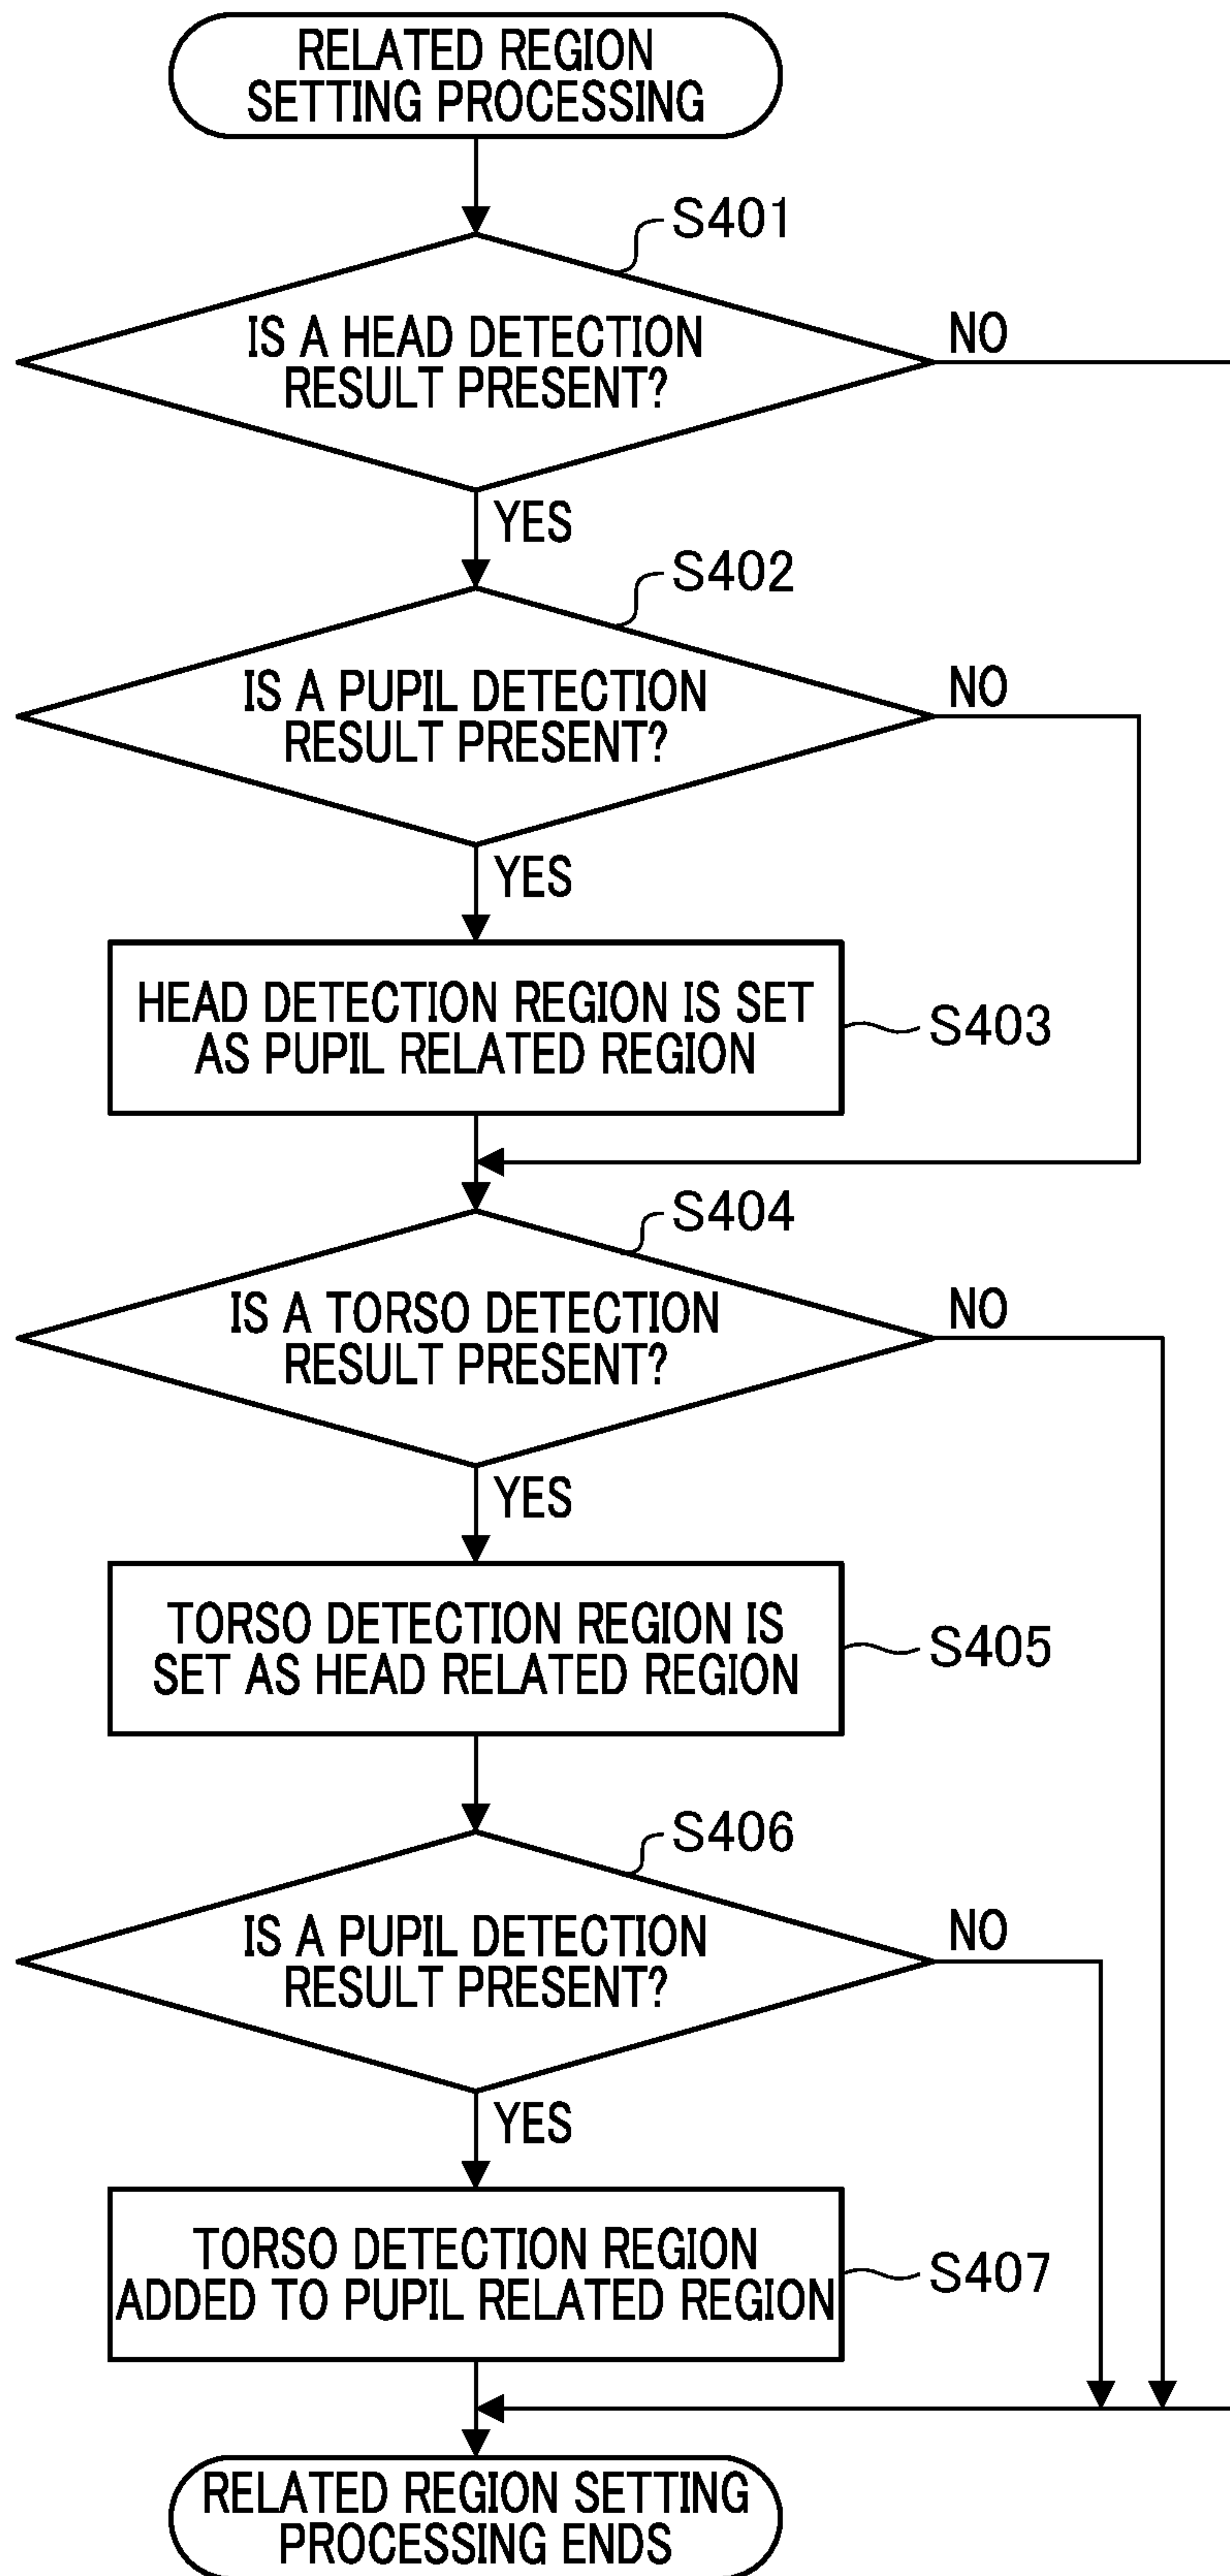 RELATED REGION
SETTING PROCESSING
S401
IS A HEAD DETECTION
RESULT PRESENT?
NO
YES
S402
IS A PUPIL DETECTION
RESULT PRESENT?
NO
YES
HEAD DETECTION REGION IS SET
AS PUPIL RELATED REGION
S403
S404
IS A TORSO DETECTION
RESULT PRESENT?
NO
YES
TORSO DETECTION REGION IS
SET AS HEAD RELATED REGION
S405
S406
IS A PUPIL DETECTION
RESULT PRESENT?
NO
YES
TORSO DETECTION REGION
ADDED TO PUPIL RELATED REGION
S407
RELATED REGION SETTING
PROCESSING ENDS